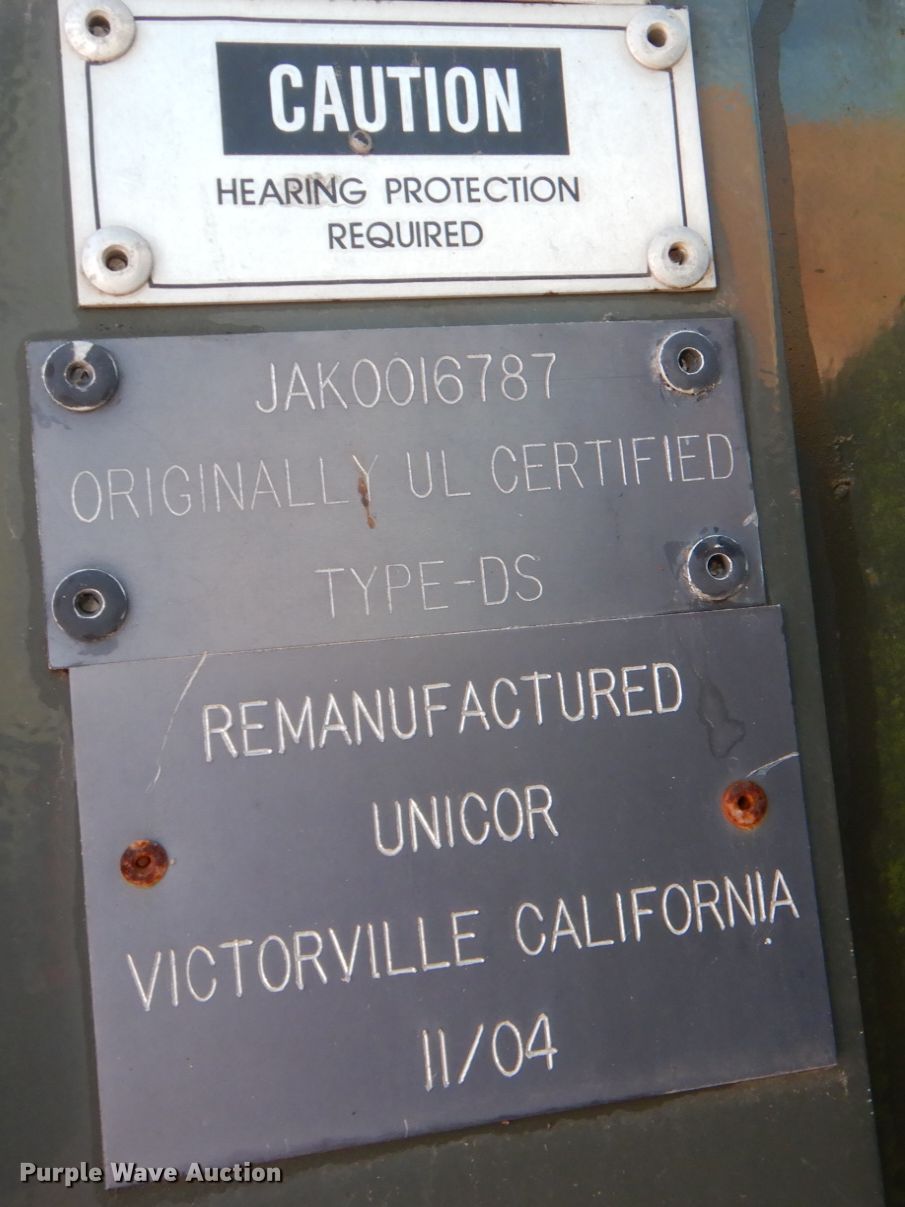 CAUTION
HEARING PROTECTION
REQUIRED
JAK0016787
ORIGINALLY UL CERTIFIED
TYPE-DS
REMANUFACTURED
UNICOR
VICTORVILLE CALIFORNIA
11/04
Purple Wave Auction